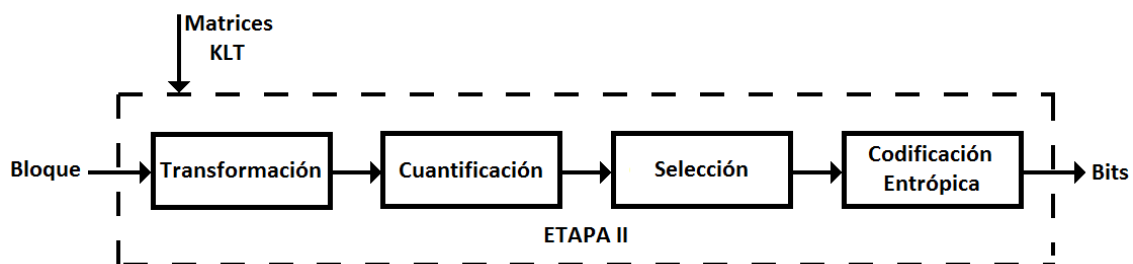 Matrices
KLT
Bloque
Transformación
Cuantificación
Selección
Codificación
Entrópica
Bits
ETAPA II